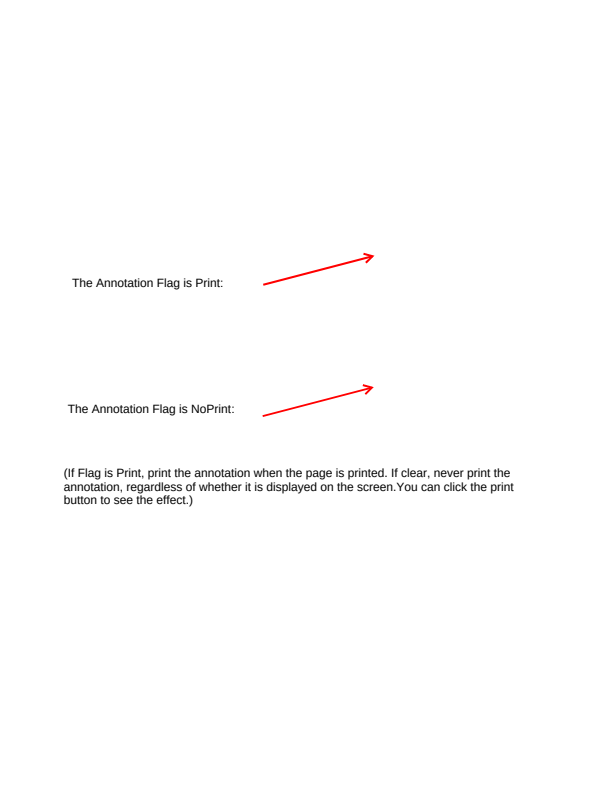 The Annotation Flag is Print:
The Annotation Flag is NoPrint:
(If Flag is Print, print the annotation when the page is printed. If clear, never print the
annotation, regardless of whether it is displayed on the screen.You can click the print
button to see the effect.)